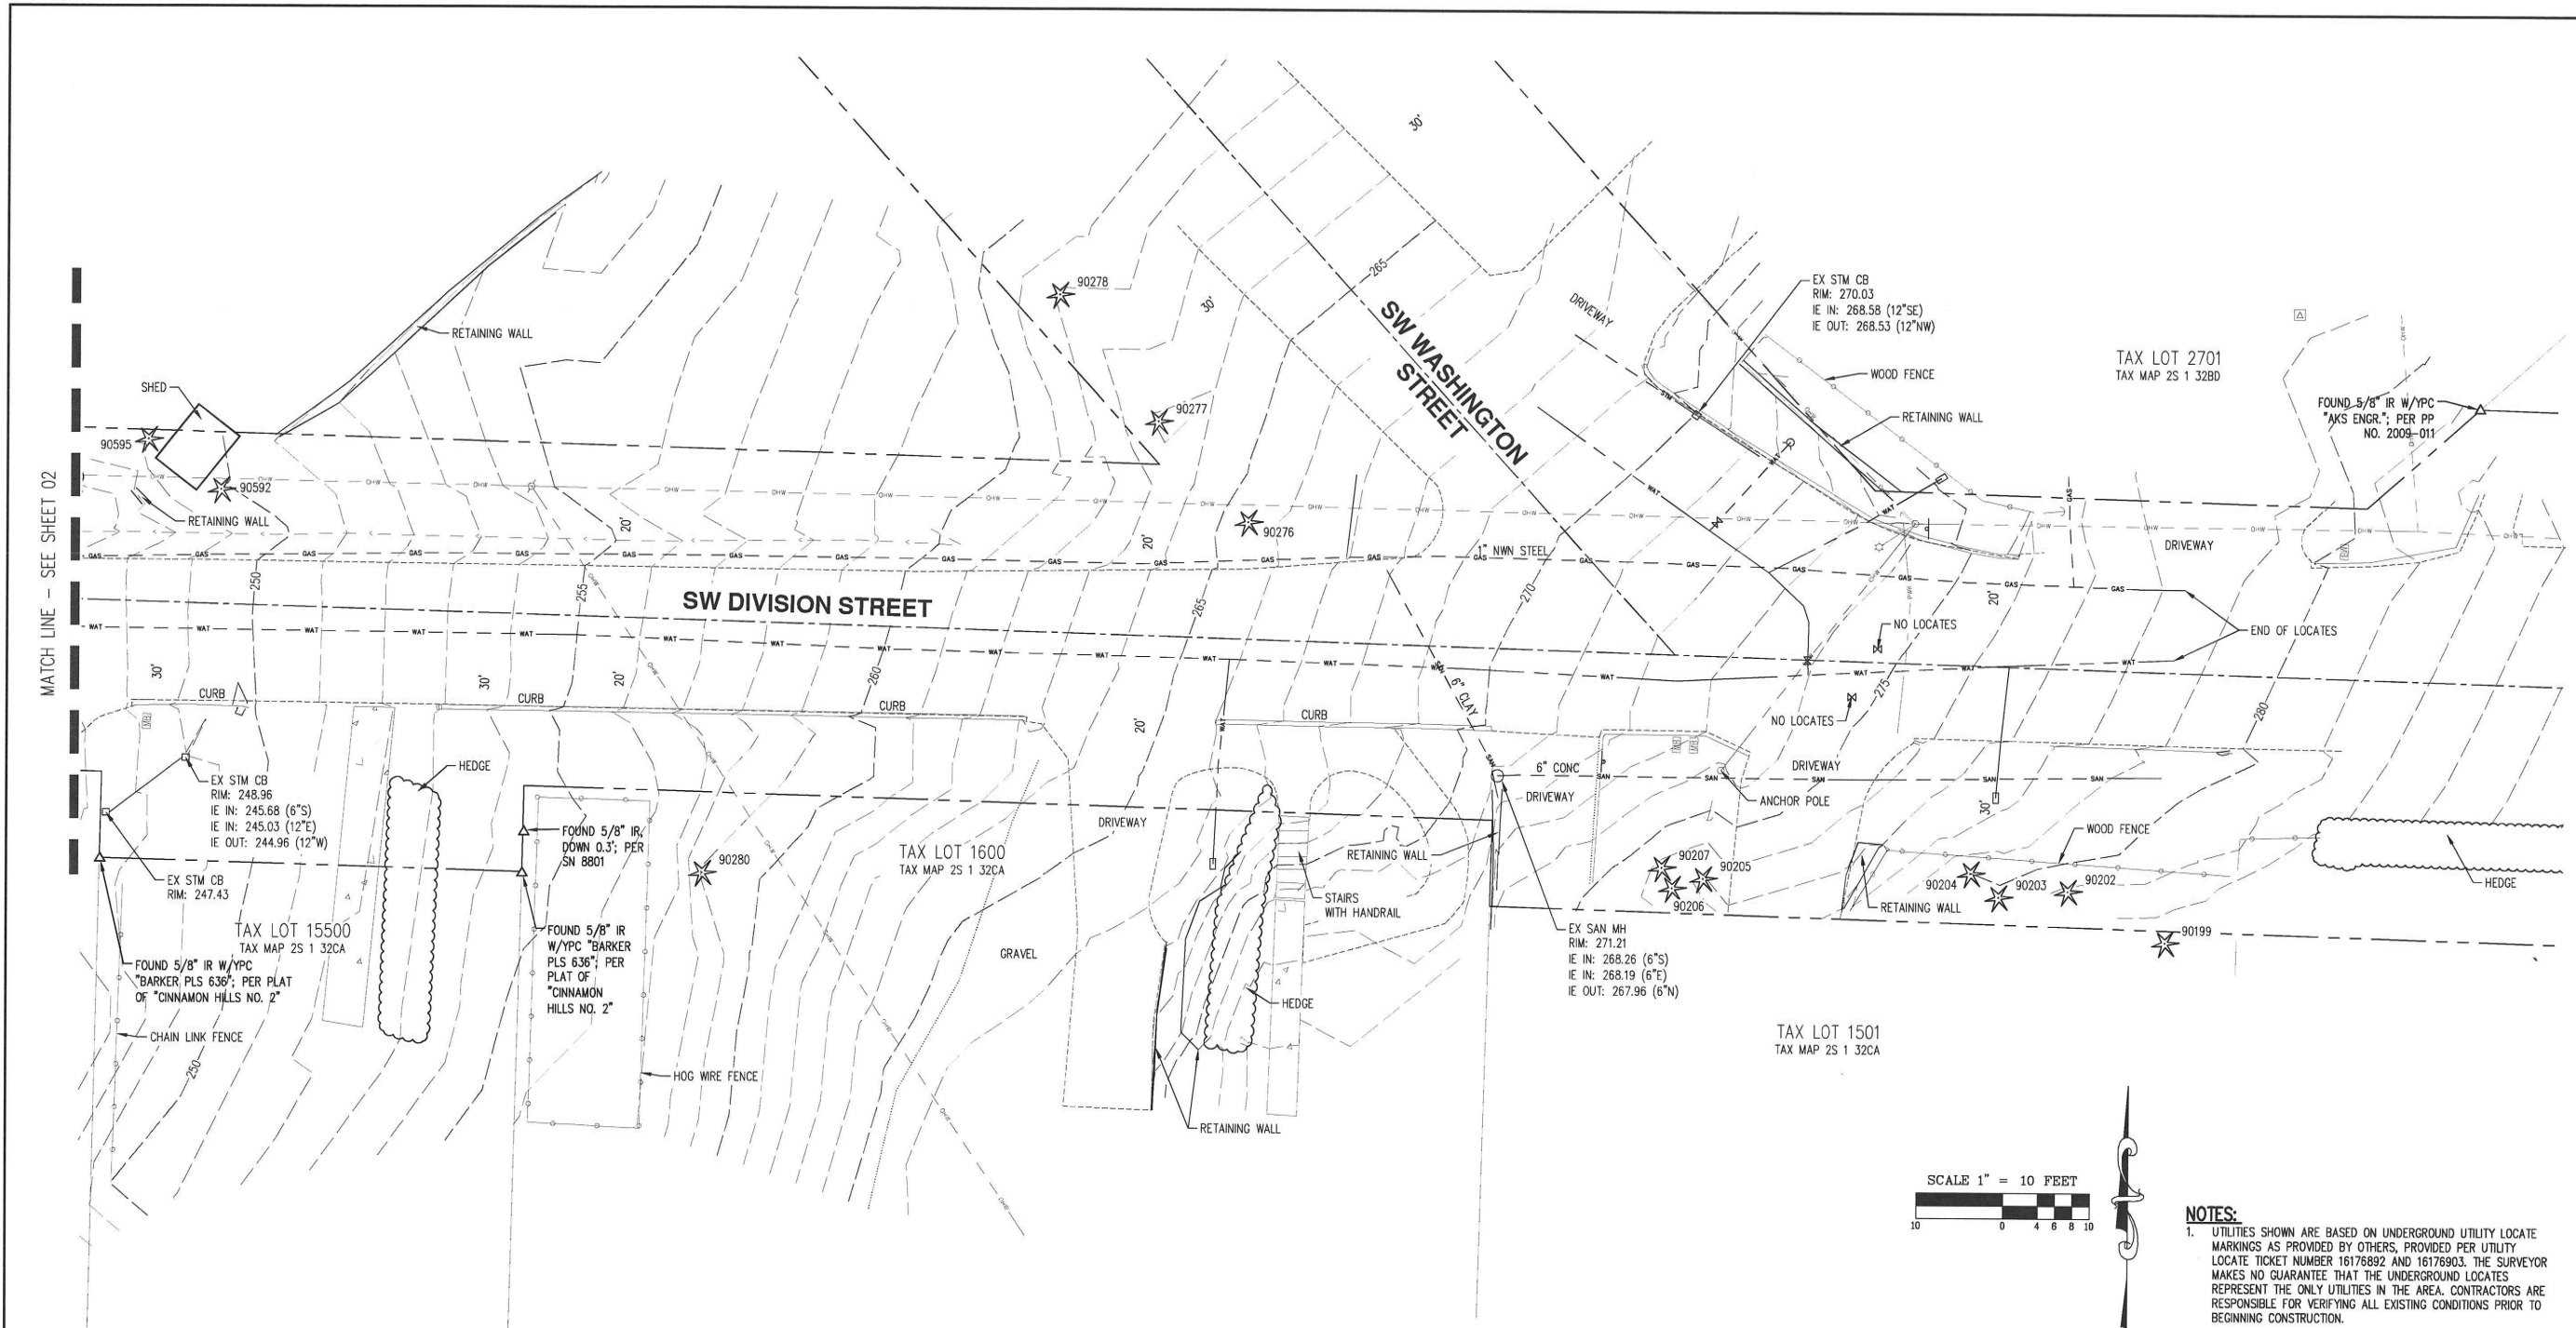 MATCH LINE - SEE SHEET 02
SHED
90595
90592
RETAINING WALL
RETAINING WALL
90278
90277
90276
30'
30'
265
SW WASHINGTON
STREET
DRIVEWAY
EX STM CB
RIM: 270.03
IE IN: 268.58 (12"SE)
IE OUT: 268.53 (12"NW)
WOOD FENCE
RETAINING WALL
TAX LOT 2701
TAX MAP 2S 1 32BD
FOUND 5/8" IR W/YPC
"AKS ENGR."; PER PP
NO. 2009-011
DRIVEWAY
1" NWN STEEL
20'
20'
250
255
SW DIVISION STREET
265
270
20'
NO LOCATES
END OF LOCATES
30'
30'
20'
260
20'
6" CLAY
275
NO LOCATES
280
CURB
CURB
CURB
CURB
EX STM CB
RIM: 248.96
IE IN: 245.68 (6"S)
IE IN: 245.03 (12"E)
IE OUT: 244.96 (12"W)
HEDGE
EX STM CB
RIM: 247.43
TAX LOT 15500
TAX MAP 2S 1 32CA
FOUND 5/8" IR W/YPC
"BARKER PLS 636"; PER PLAT
OF "CINNAMON HILLS NO. 2"
CHAIN LINK FENCE
250
FOUND 5/8" IR,
DOWN 0.3'; PER
SN 8801
FOUND 5/8" IR
W/YPC "BARKER
PLS 636"; PER
PLAT OF
"CINNAMON
HILLS NO. 2"
HOG WIRE FENCE
90280
TAX LOT 1600
TAX MAP 2S 1 32CA
GRAVEL
DRIVEWAY
RETAINING WALL
STAIRS
WITH HANDRAIL
HEDGE
RETAINING WALL
6" CONC
DRIVEWAY
DRIVEWAY
ANCHOR POLE
EX SAN MH
RIM: 271.21
IE IN: 268.26 (6"S)
IE IN: 268.19 (6"E)
IE OUT: 267.96 (6"N)
90207
90205
90206
30'
WOOD FENCE
90204
90203
90202
RETAINING WALL
90199
HEDGE
TAX LOT 1501
TAX MAP 2S 1 32CA
SCALE 1" = 10 FEET
10 0 4 6 8 10
NOTES:
1. UTILITIES SHOWN ARE BASED ON UNDERGROUND UTILITY LOCATE
MARKINGS AS PROVIDED BY OTHERS, PROVIDED PER UTILITY
LOCATE TICKET NUMBER 16176892 AND 16176903. THE SURVEYOR
MAKES NO GUARANTEE THAT THE UNDERGROUND LOCATES
REPRESENT THE ONLY UTILITIES IN THE AREA. CONTRACTORS ARE
RESPONSIBLE FOR VERIFYING ALL EXISTING CONDITIONS PRIOR TO
BEGINNING CONSTRUCTION.